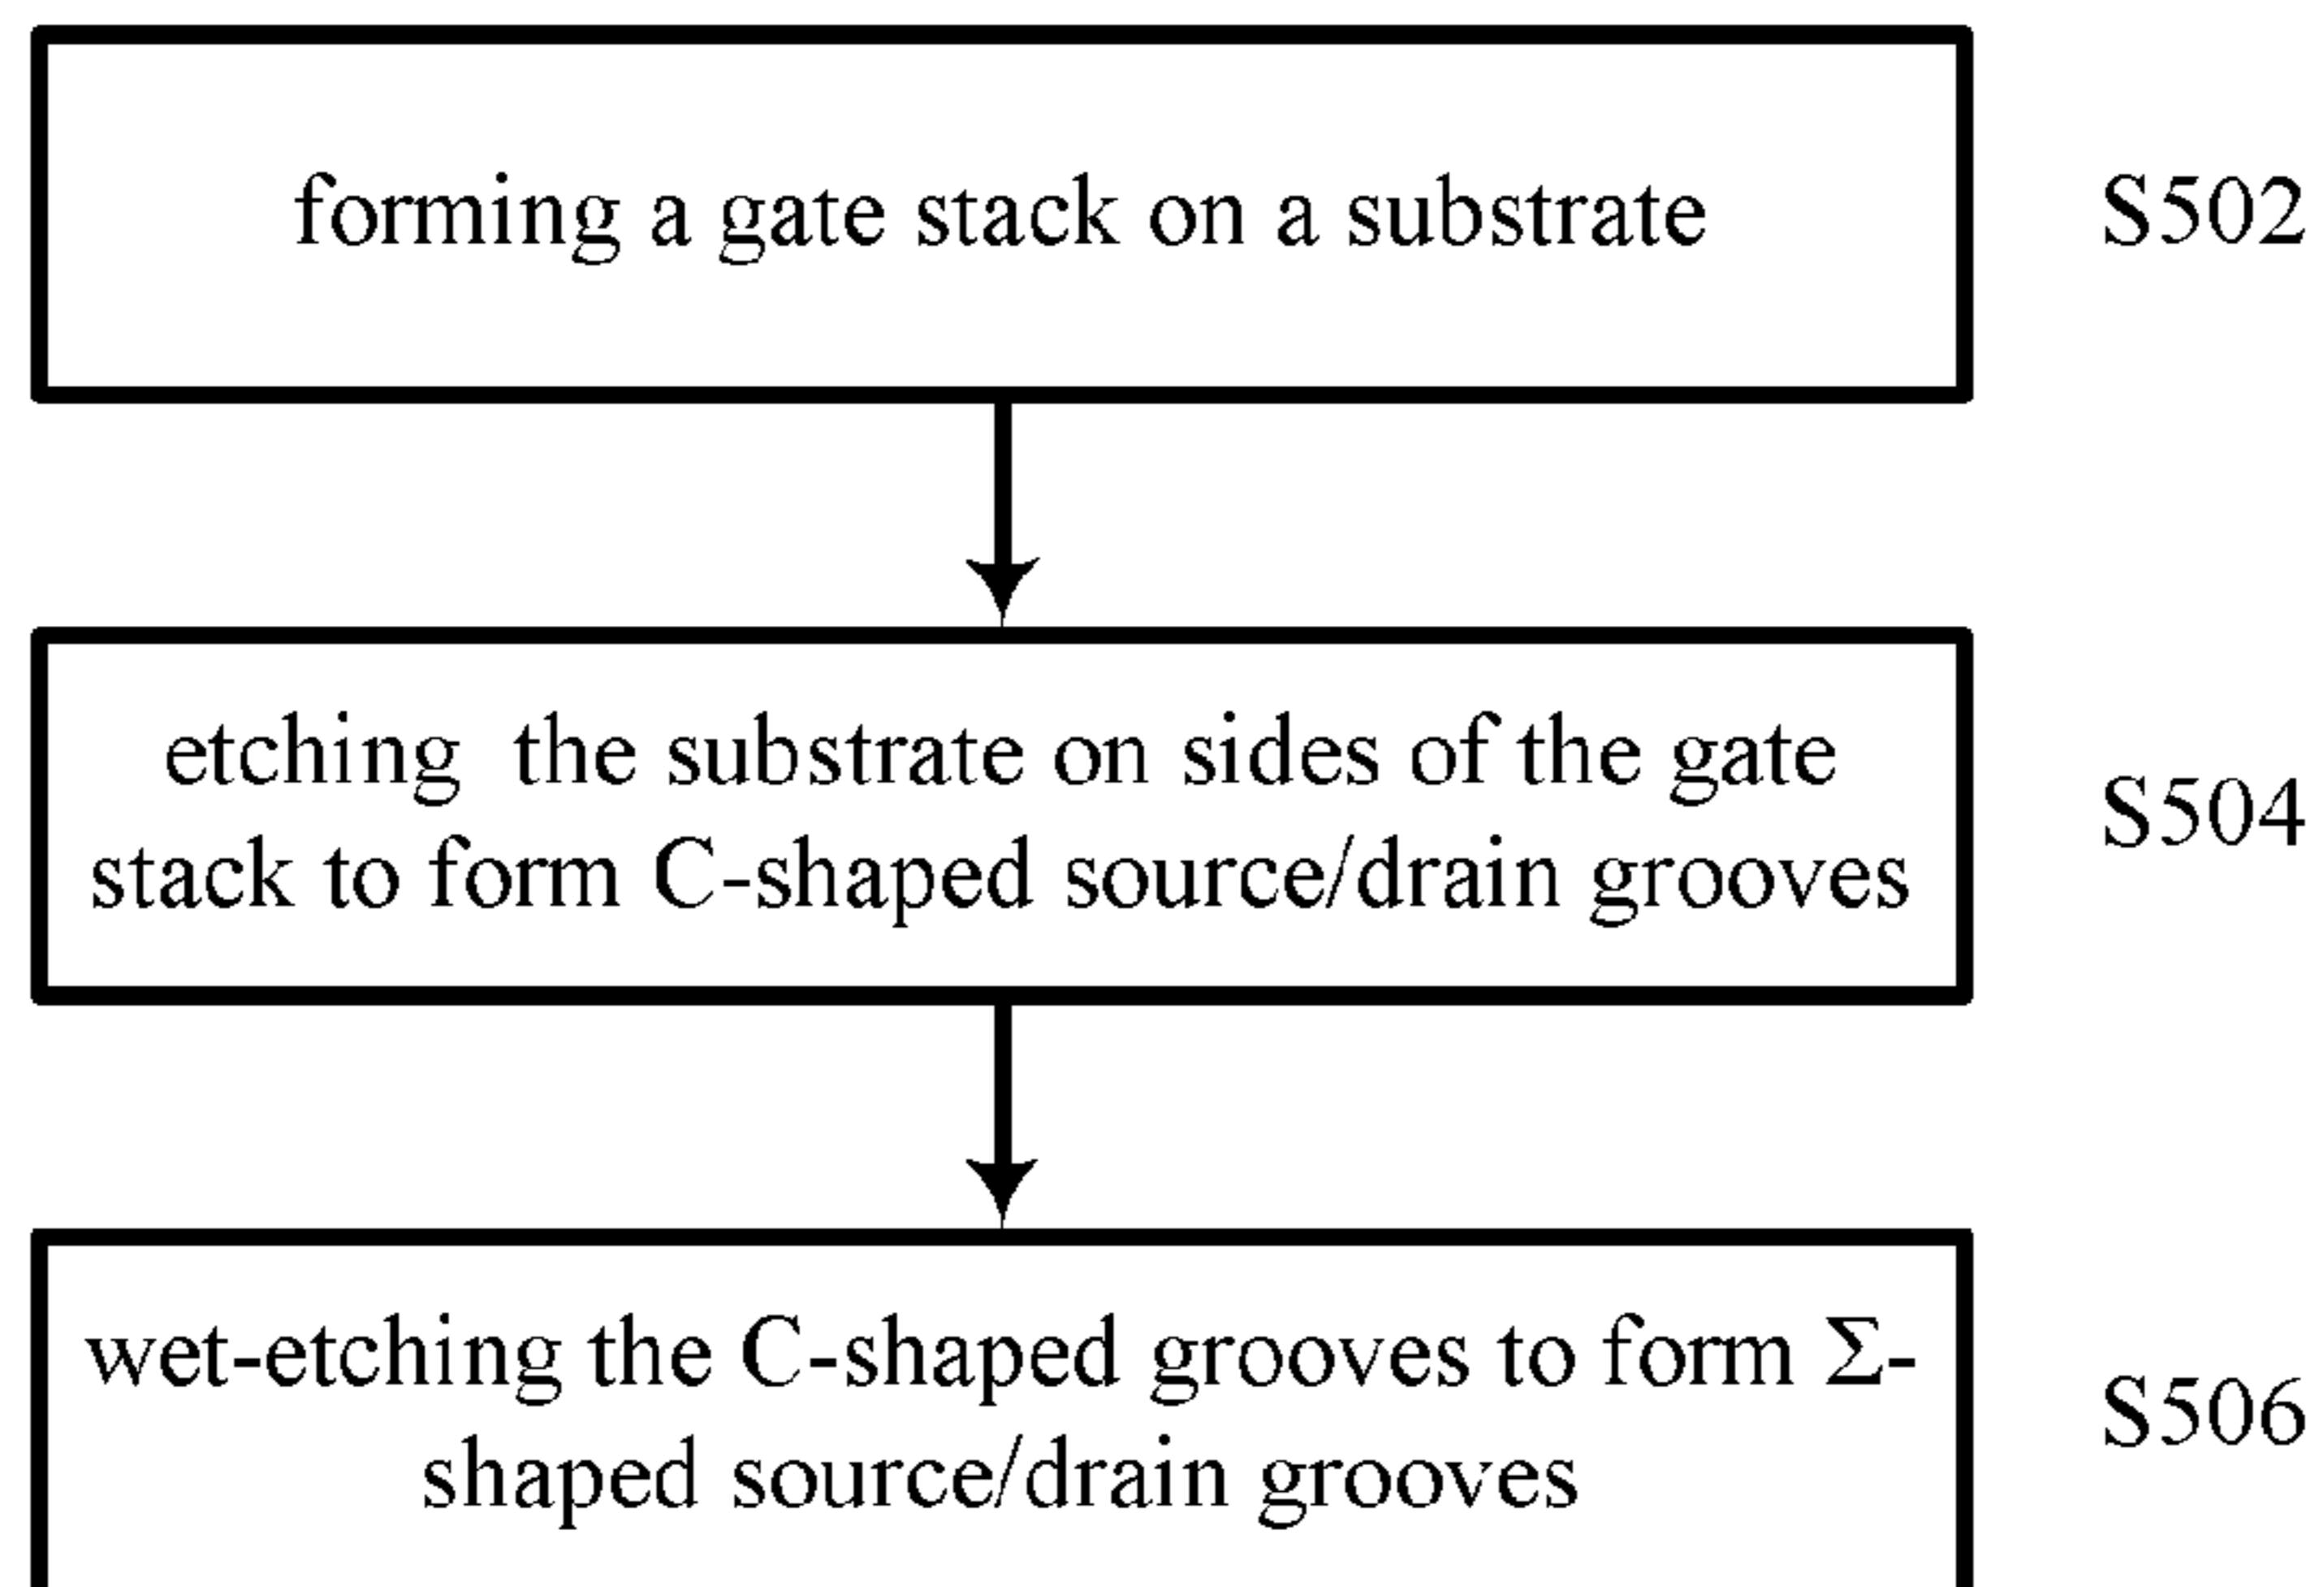 forming a gate stack on a substrate
S502
etching the substrate on sides of the gate
stack to form C-shaped source/drain grooves
S504
wet-etching the C-shaped grooves to form Σ-
shaped source/drain grooves
S506